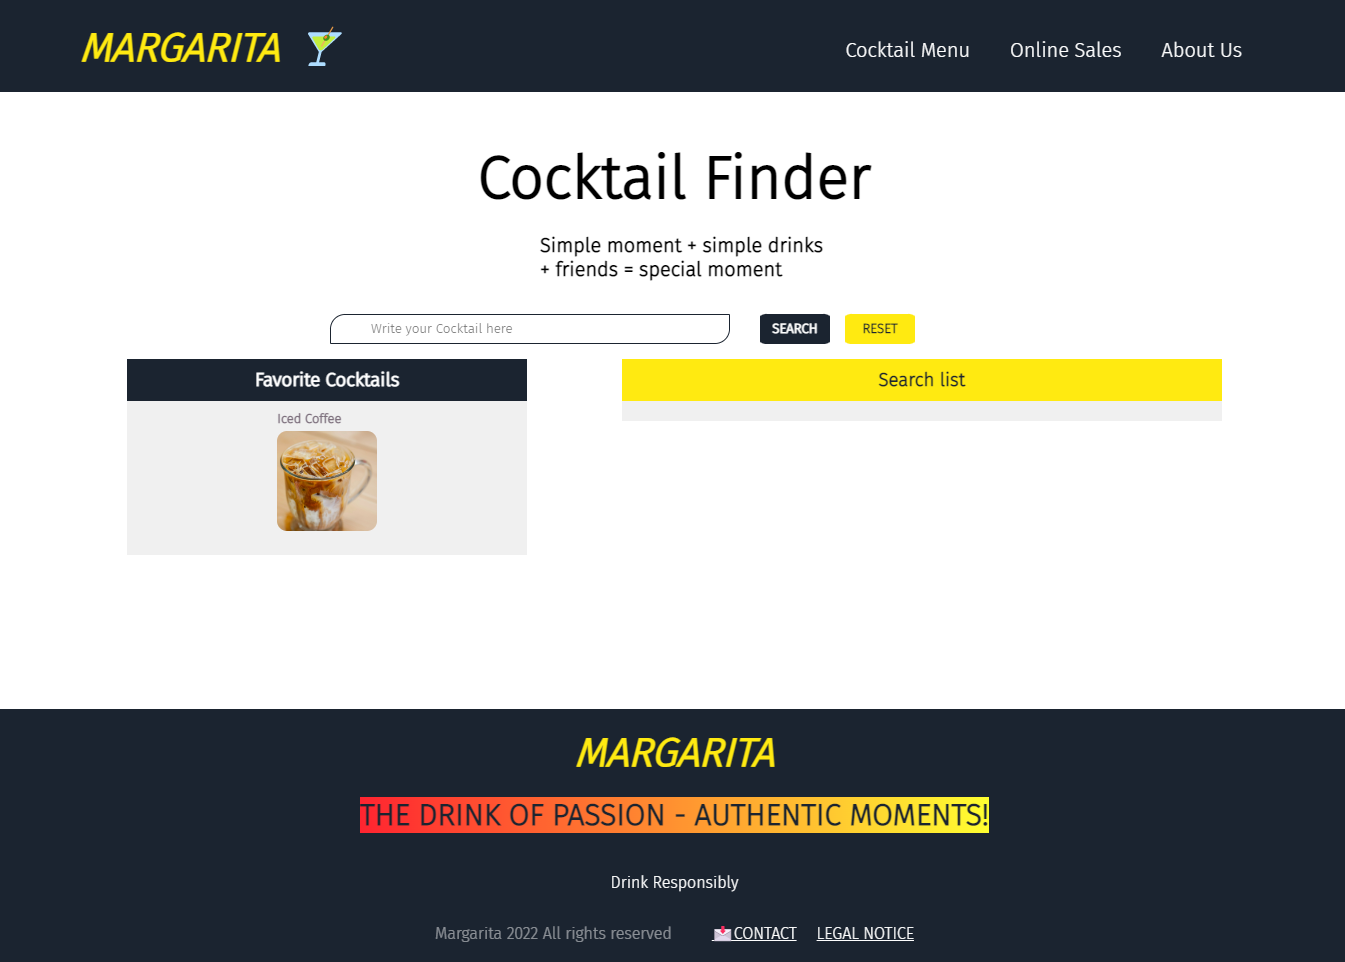 MARGARITA
Cocktail Menu
Online Sales
About Us
Cocktail Finder
Simple moment + simple drinks
+ friends = special moment
Write your Cocktail here
SEARCH
RESET
Favorite Cocktails
Iced Coffee
Search list
MARGARITA
THE DRINK OF PASSION - AUTHENTIC MOMENTS!
Drink Responsibly
Margarita 2022 All rights reserved
CONTACT
LEGAL NOTICE